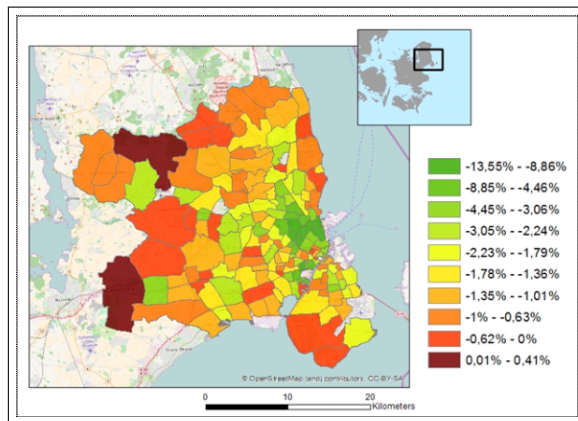 -13,55% - -8,86%
-8,85% - -4,46%
-4,45% - -3,06%
-3,05% - -2,24%
-2,23% - -1,79%
-1,78% - -1,36%
-1,35% - -1,01%
-1% - -0,63%
-0,62% - 0%
0,01% - 0,41%
© OpenStreetMap (and) contributors, CC-BY-SA
0 10 20
Kilometers